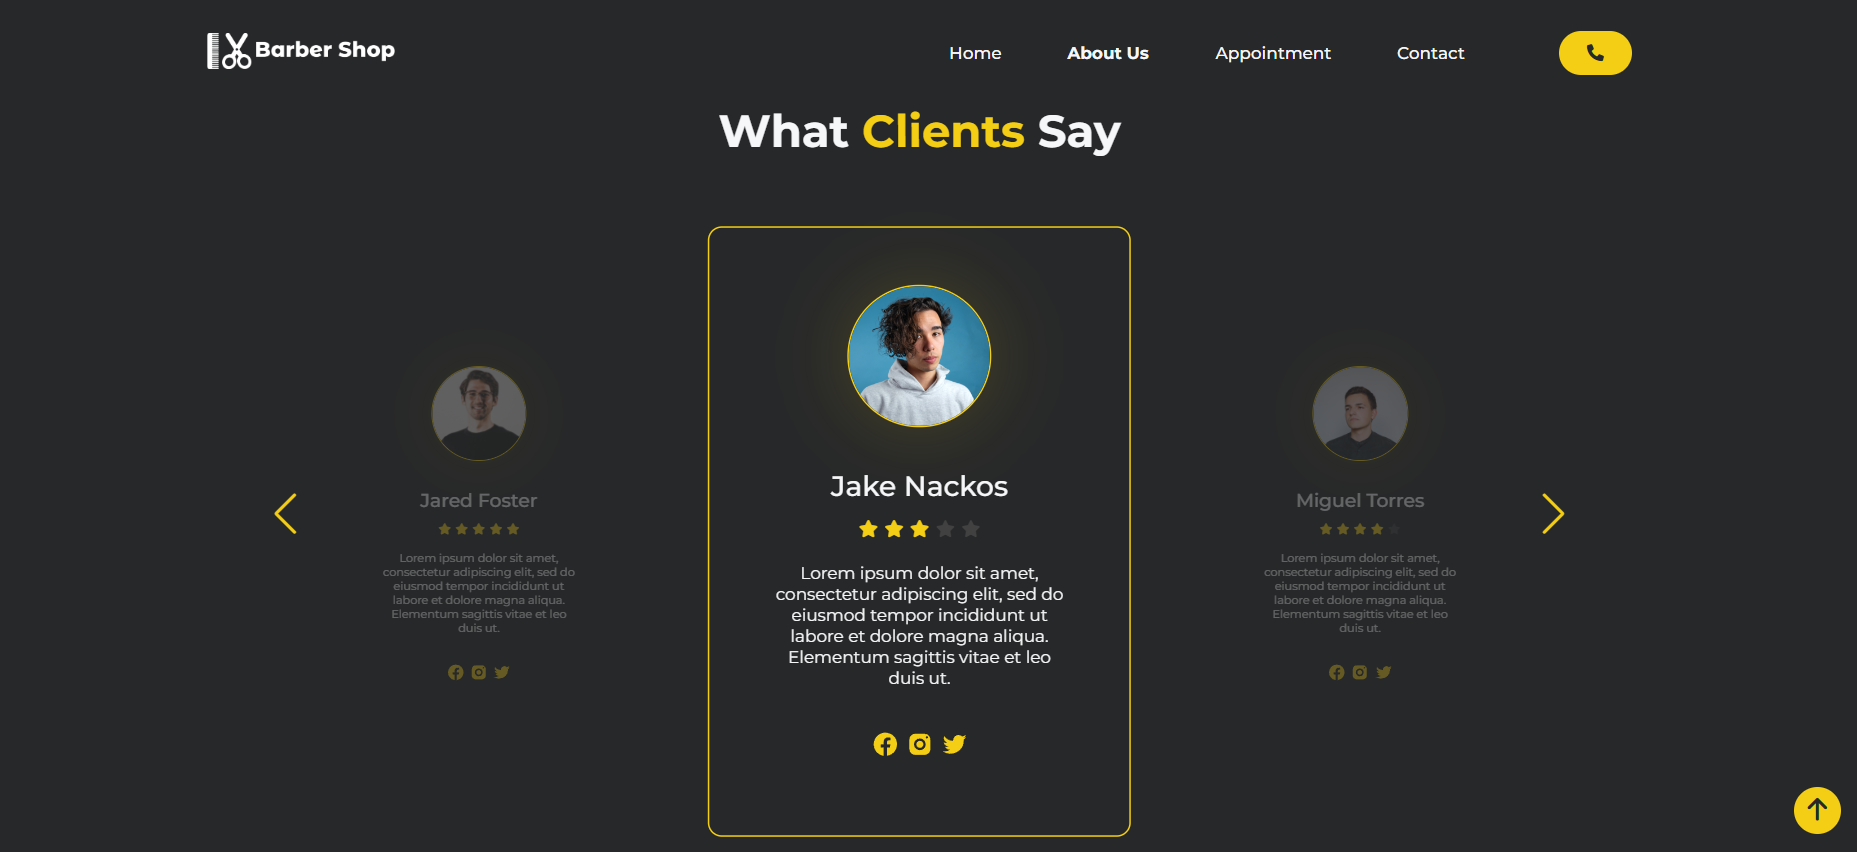 Barber Shop
Home
About Us
Appointment
Contact
What Clients Say
Jared Foster
Lorem ipsum dolor sit amet,
consectetur adipiscing elit, sed do
eiusmod tempor incididunt ut
labore et dolore magna aliqua.
Elementum sagittis vitae et leo
duis ut.
Jake Nackos
Lorem ipsum dolor sit amet,
consectetur adipiscing elit, sed do
eiusmod tempor incididunt ut
labore et dolore magna aliqua.
Elementum sagittis vitae et leo
duis ut.
Miguel Torres
Lorem ipsum dolor sit amet,
consectetur adipiscing elit, sed do
eiusmod tempor incididunt ut
labore et dolore magna aliqua.
Elementum sagittis vitae et leo
duis ut.